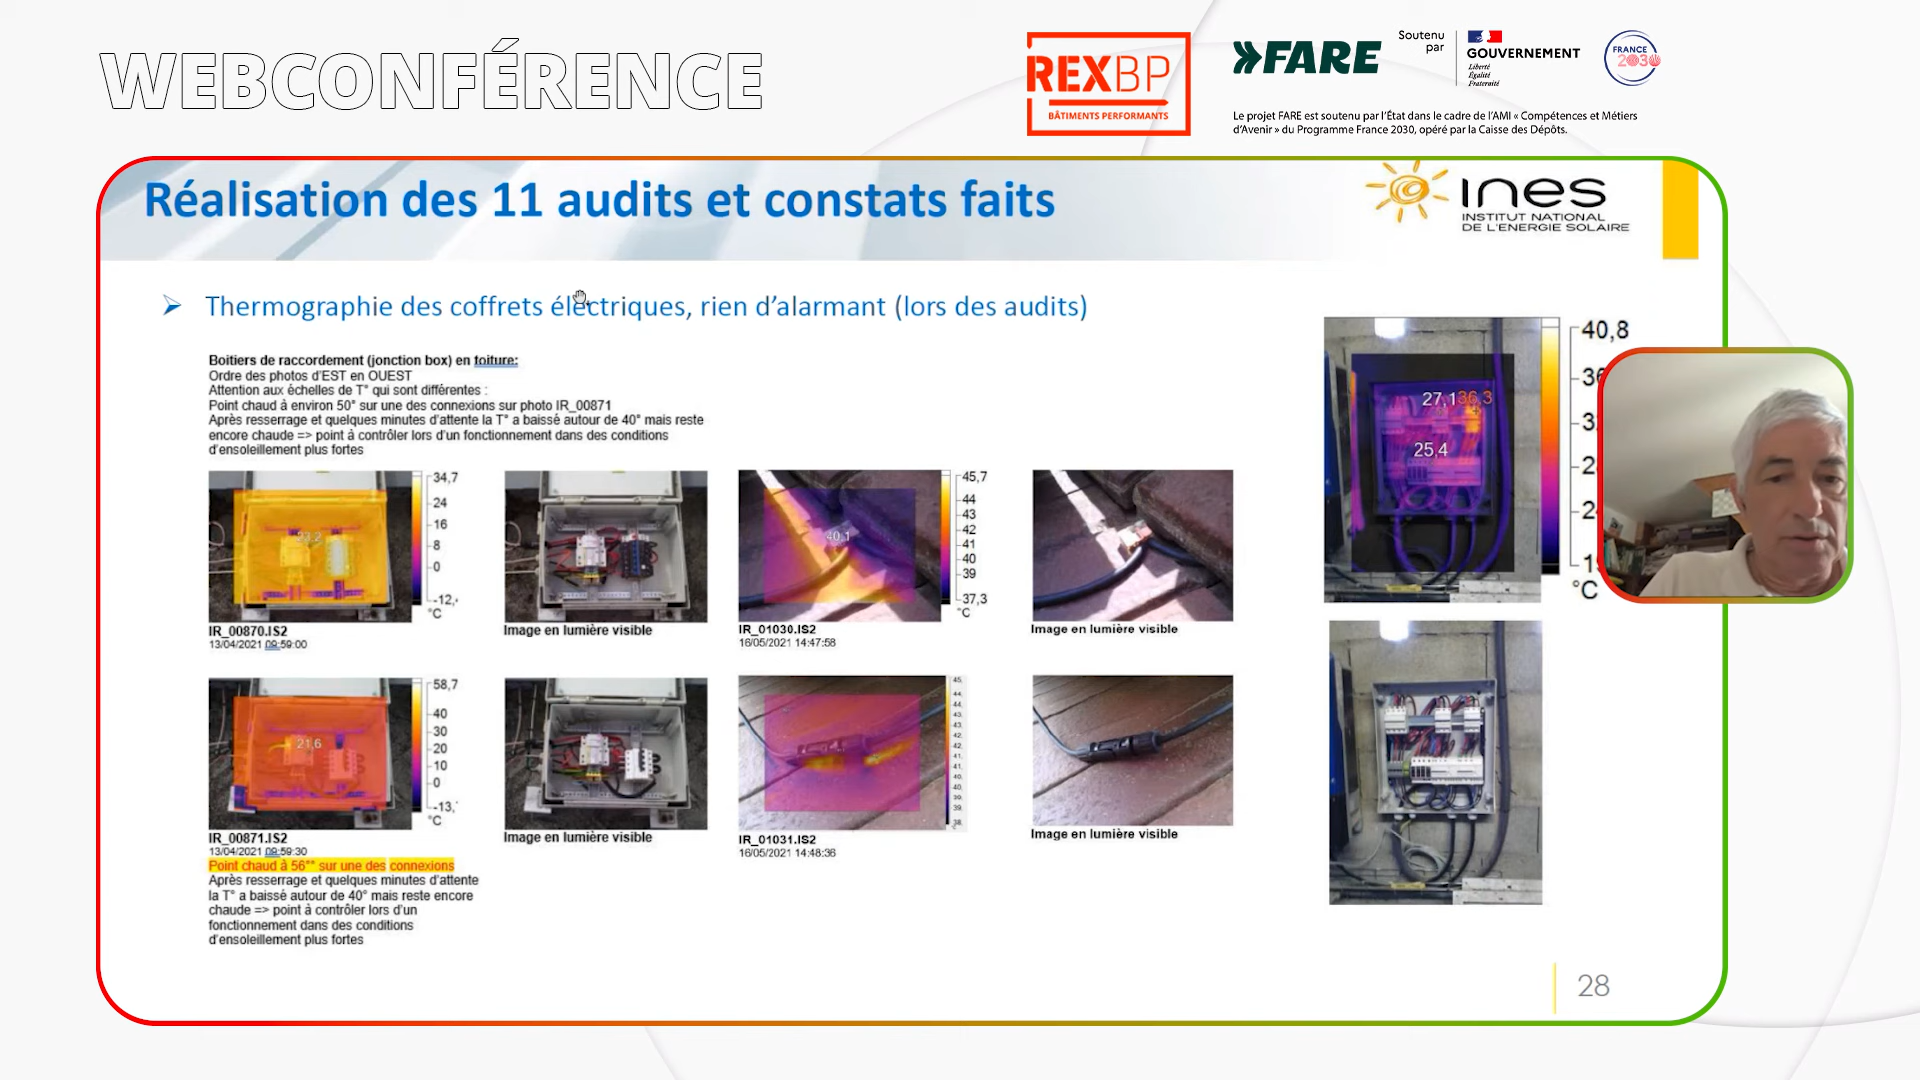 WEBCONFÉRENCE
REXBP
BÂTIMENTS PERFORMANTS
FARE
Soutenu
par
GOUVERNEMENT
Liberté
Égalité
Fraternité
FRANCE
2030
Le projet FARE est soutenu par l'État dans le cadre de l'AMI « Compétences et Métiers
d'Avenir » du Programme France 2030, opéré par la Caisse des Dépôts.
Réalisation des 11 audits et constats faits
ines
INSTITUT NATIONAL
DE L'ENERGIE SOLAIRE
Thermographie des coffrets électriques, rien d'alarmant (lors des audits)
Boitiers de raccordement (jonction box) en toiture:
Ordre des photos d'EST en OUEST
Attention aux échelles de T° qui sont différentes :
Point chaud à environ 50° sur une des connexions sur photo IR_00871
Après resserrage et quelques minutes d'attente la T° a baissé autour de 40° mais reste
encore chaude => point à contrôler lors d'un fonctionnement dans des conditions
d'ensoleillement plus fortes
23,2
34,7
24
16
8
0
-12,
°C
IR_00870.IS2
13/04/2021 09:59:00
Image en lumière visible
40,1
45,7
44
43
42
41
40
39
37,3
°C
IR_01030.IS2
16/05/2021 14:47:58
Image en lumière visible
21,6
58,7
40
30
20
10
0
-13,
°C
IR_00871.IS2
13/04/2021 09:59:30
Image en lumière visible
45,
44.
44.
43.
43.
42.
42.
41.
41.
40.
40.
39.
39.
38.
IR_01031.IS2
16/05/2021 14:48:36
Image en lumière visible
Point chaud à 56°° sur une des connexions
Après resserrage et quelques minutes d'attente
la T° a baissé autour de 40° mais reste encore
chaude => point à contrôler lors d'un
fonctionnement dans des conditions
d'ensoleillement plus fortes
27,1
36,3
25,4
40,8
°C
28